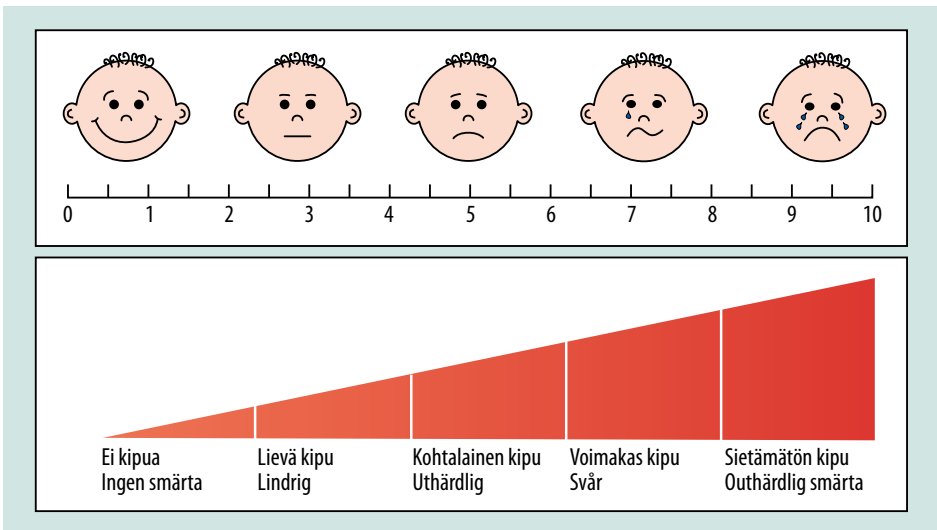 0 1 2 3 4 5 6 7 8 9 10
Ei kipua
Ingen smärta
Lievä kipu
Lindrig
Kohtalainen kipu
Uthärdlig
Voimakas kipu
Svår
Sietämätön kipu
Outhärdlig smärta